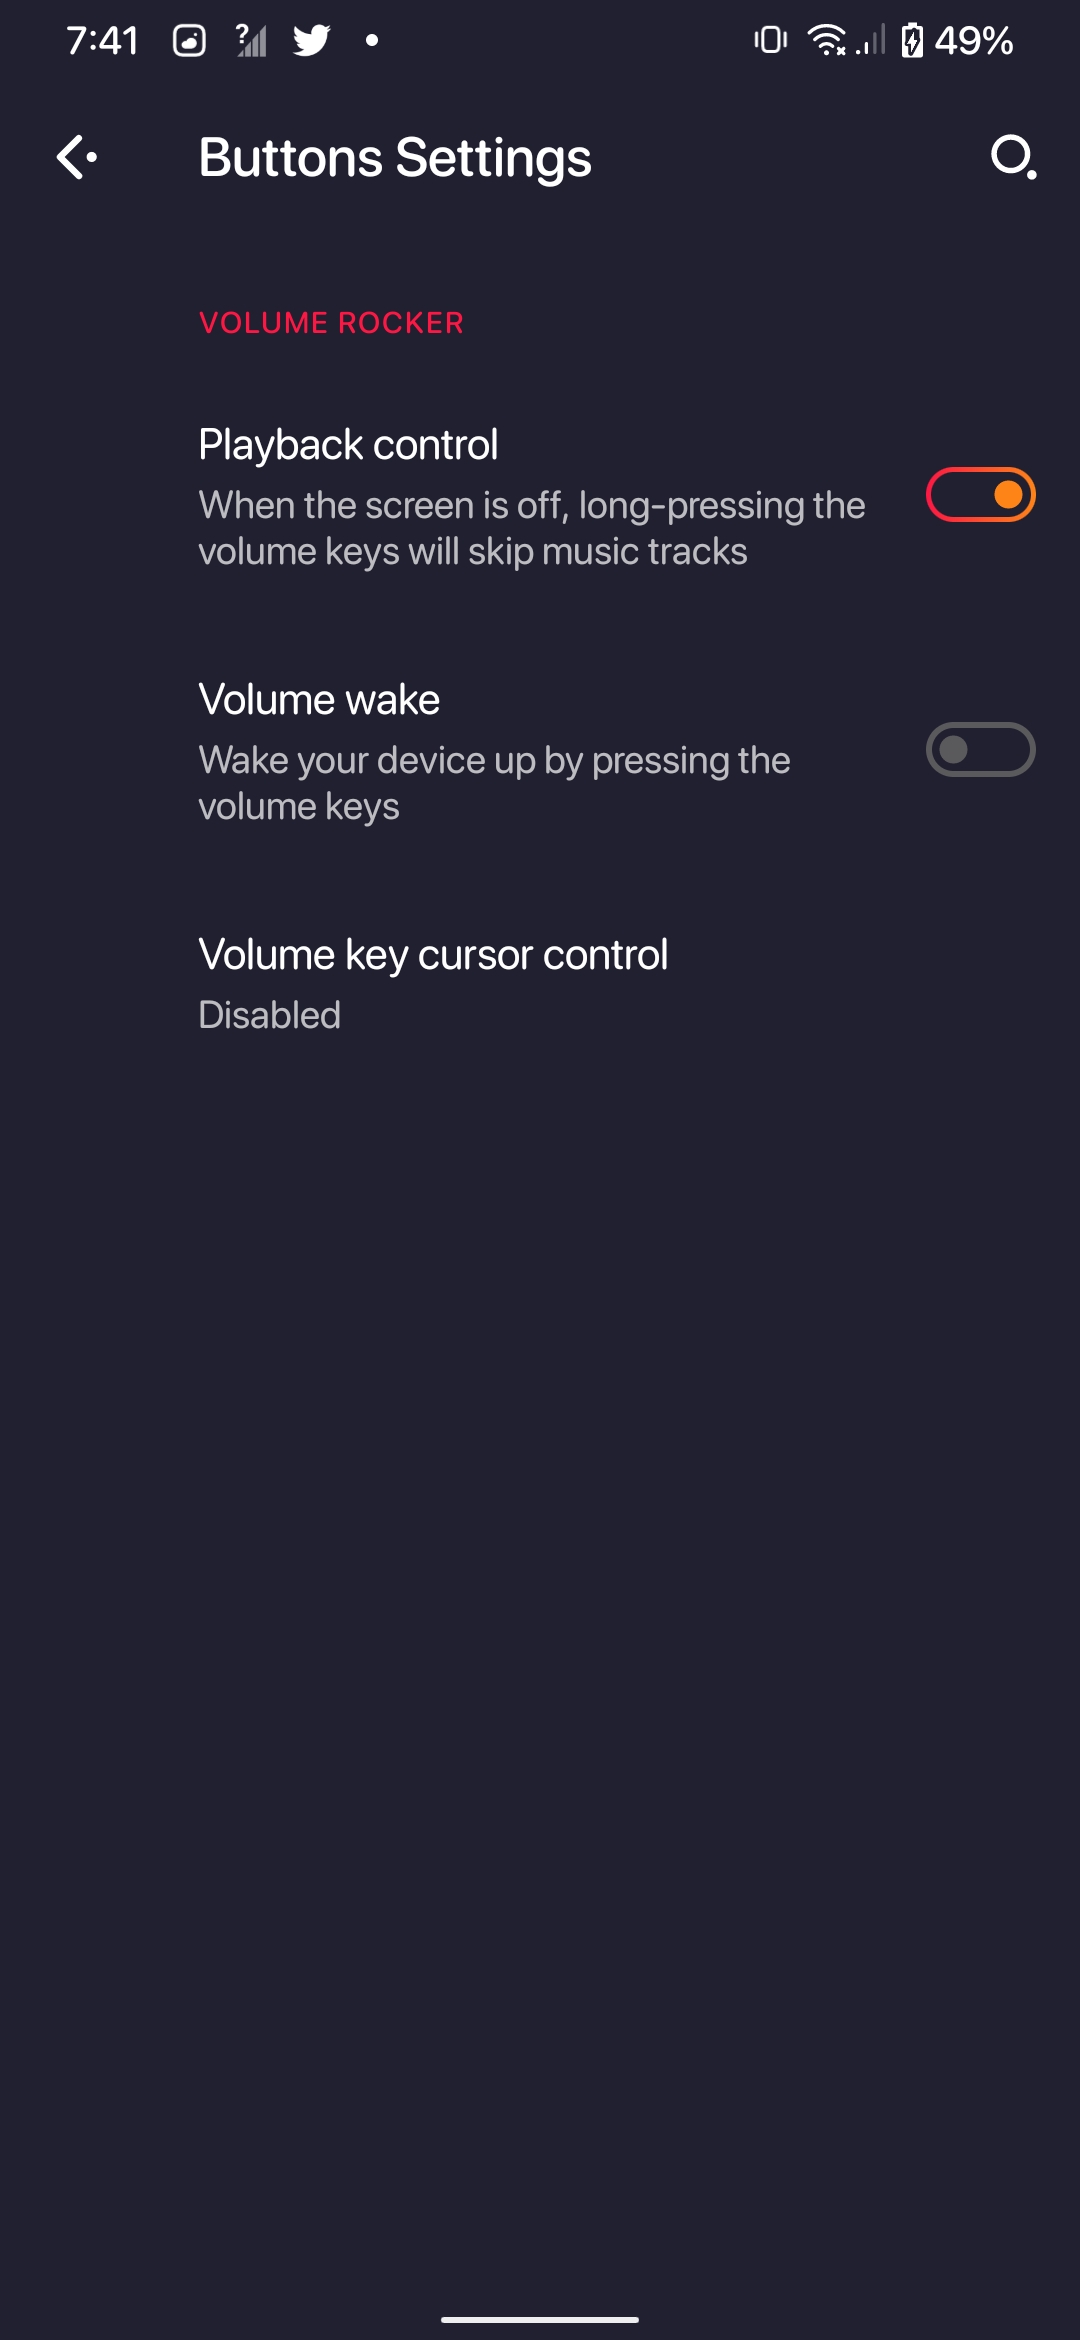 7:41 49%
Buttons Settings
VOLUME ROCKER
Playback control
When the screen is off, long-pressing the
volume keys will skip music tracks
Volume wake
Wake your device up by pressing the
volume keys
Volume key cursor control
Disabled